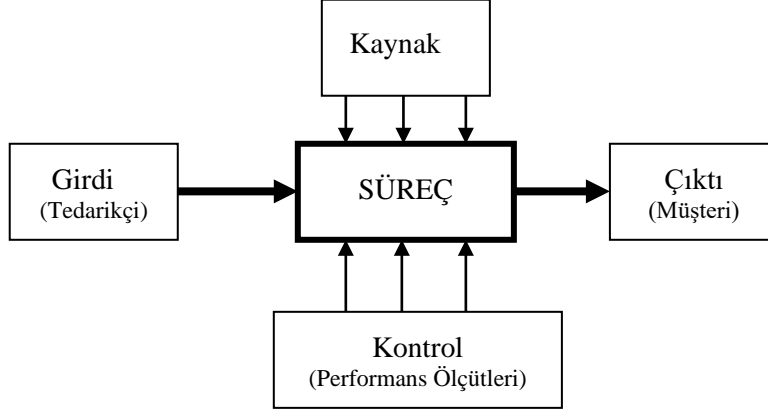 Kaynak
Girdi
(Tedarikçi)
SÜREÇ
Çıktı
(Müşteri)
Kontrol
(Performans Ölçütleri)